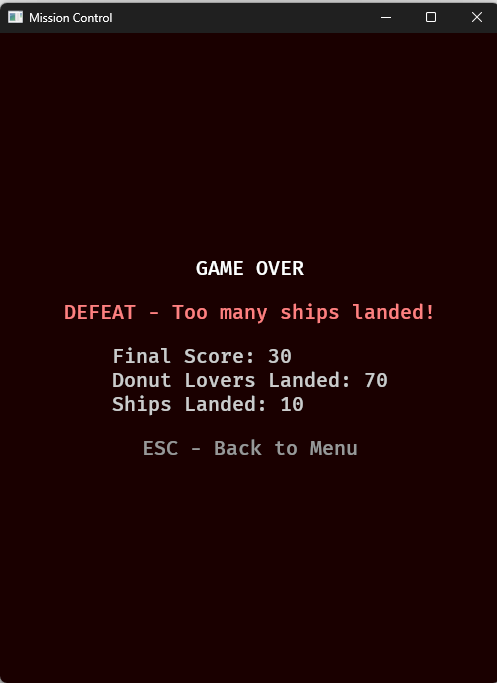 Mission Control
GAME OVER
DEFEAT - Too many ships landed!
Final Score: 30
Donut Lovers Landed: 70
Ships Landed: 10
ESC - Back to Menu